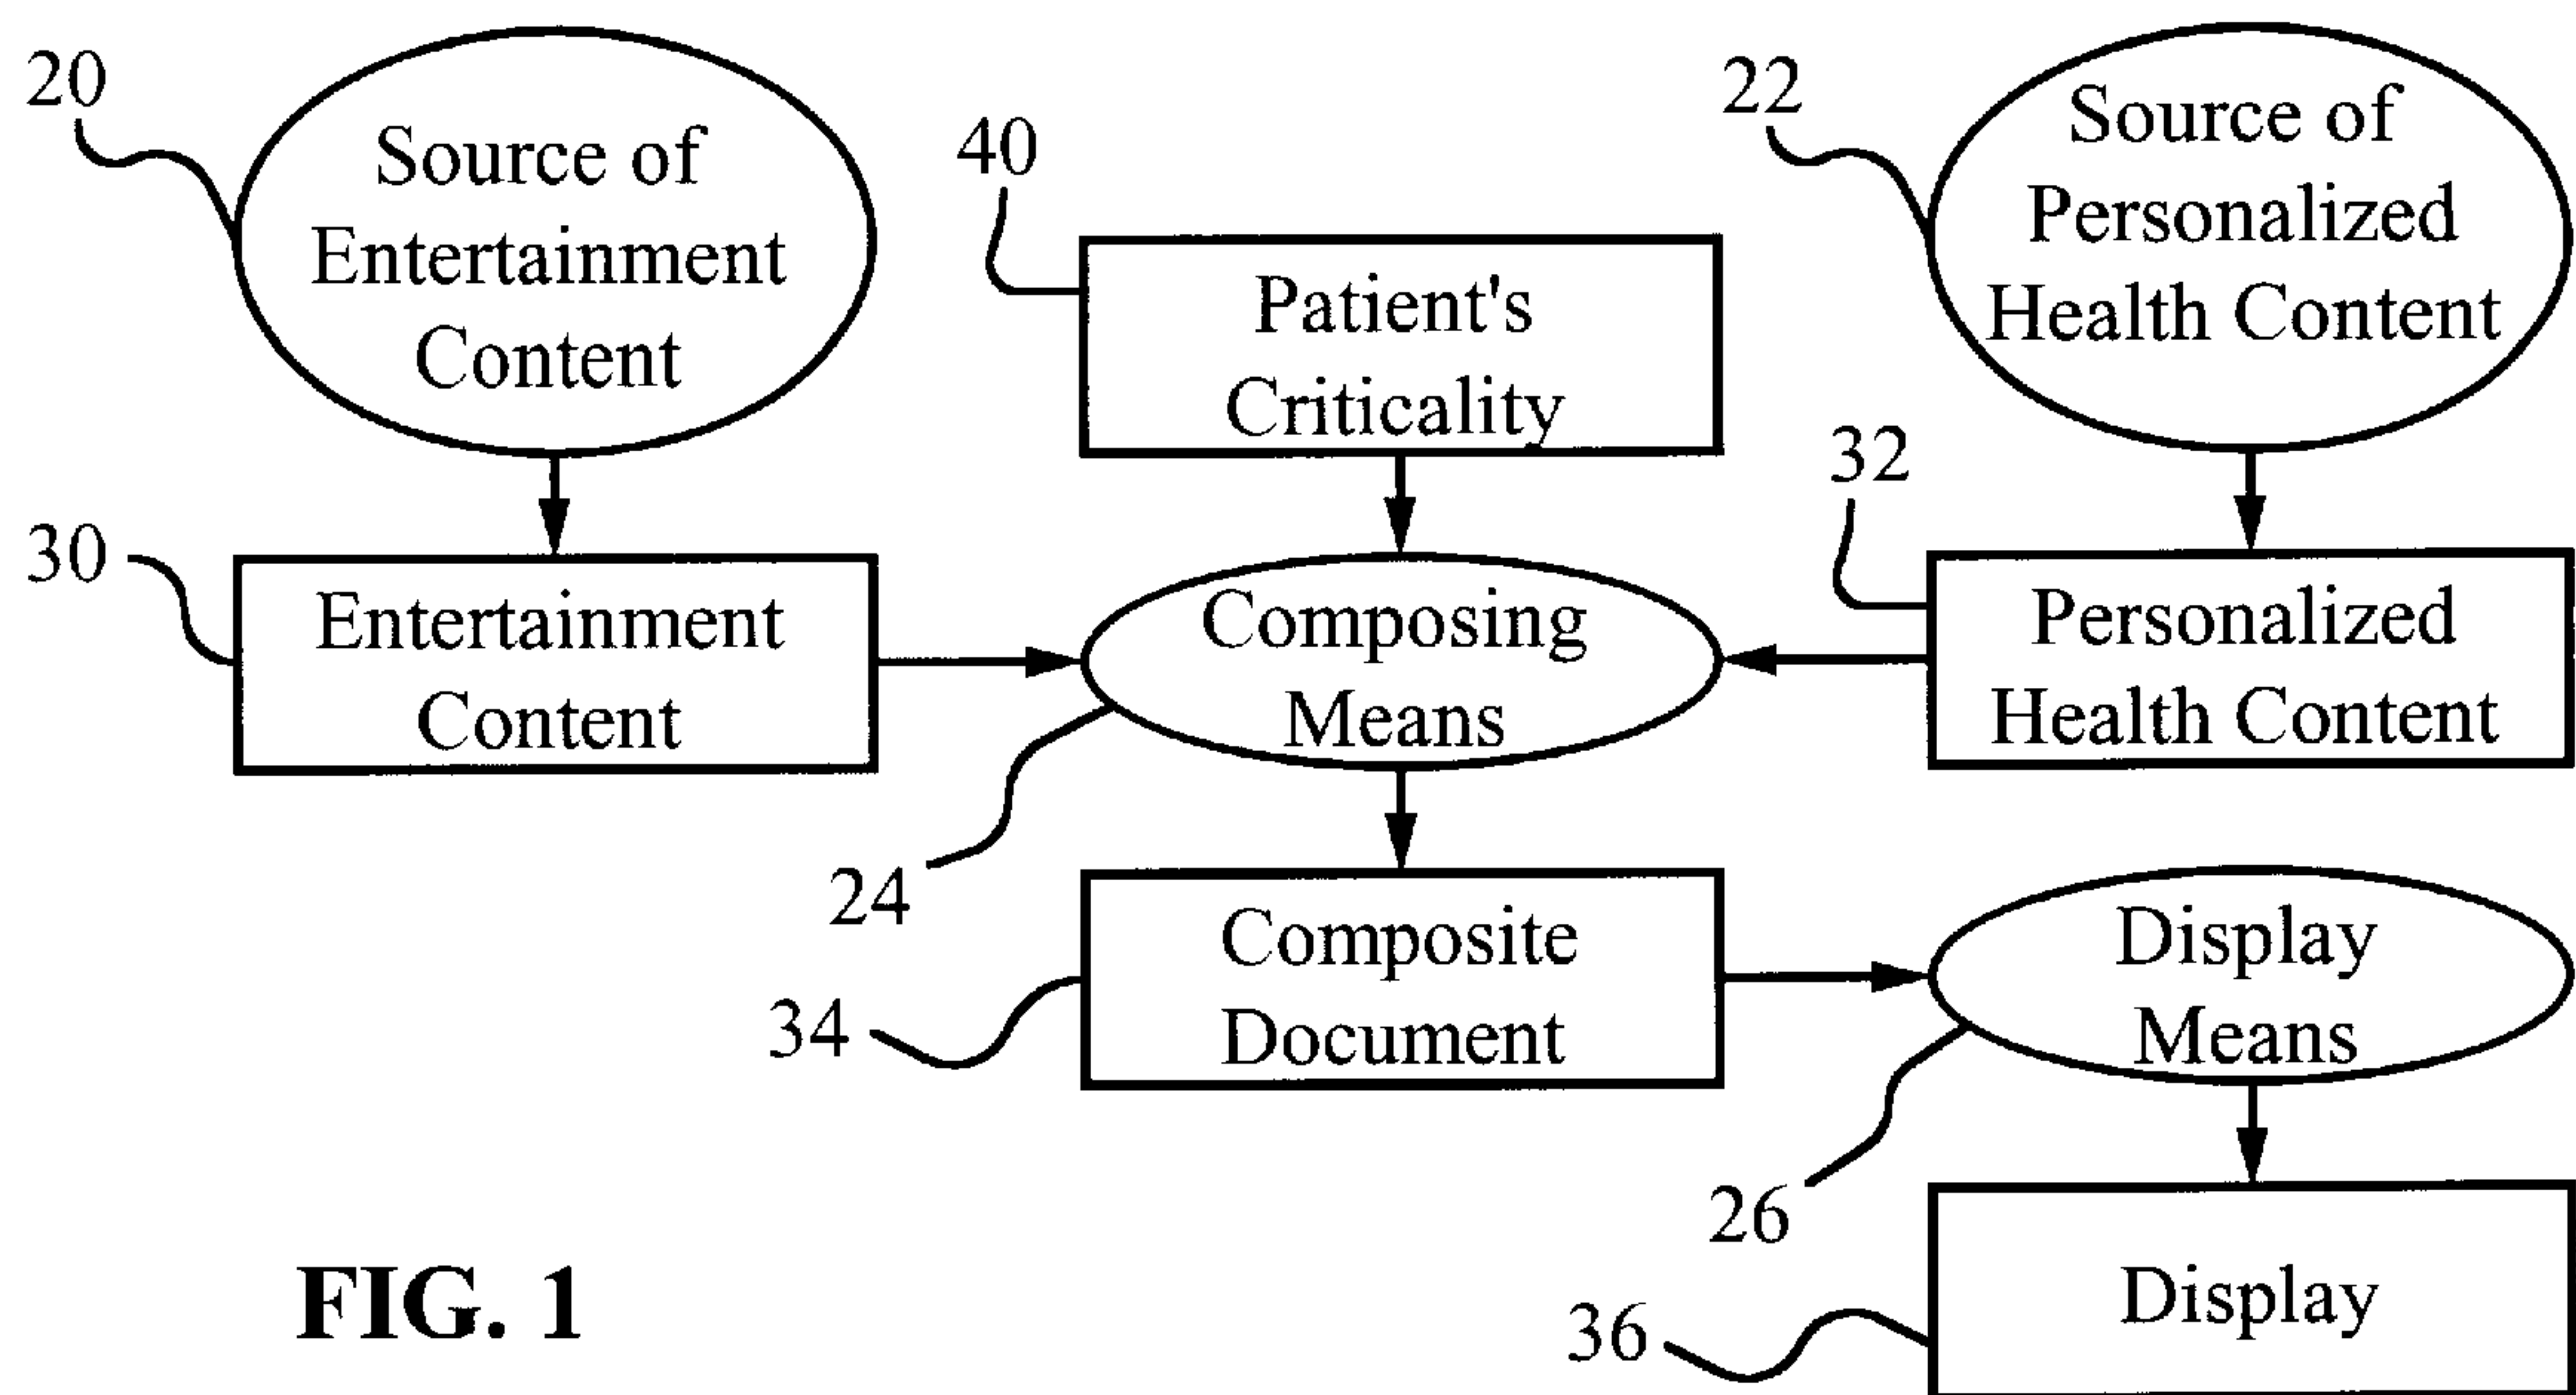 20
Source of
Entertainment
Content
40
Patient's
Criticality
22
Source of
Personalized
Health Content
30
Entertainment
Content
Composing
Means
24
32
Personalized
Health Content
34
Composite
Document
Display
Means
26
36
Display
FIG. 1